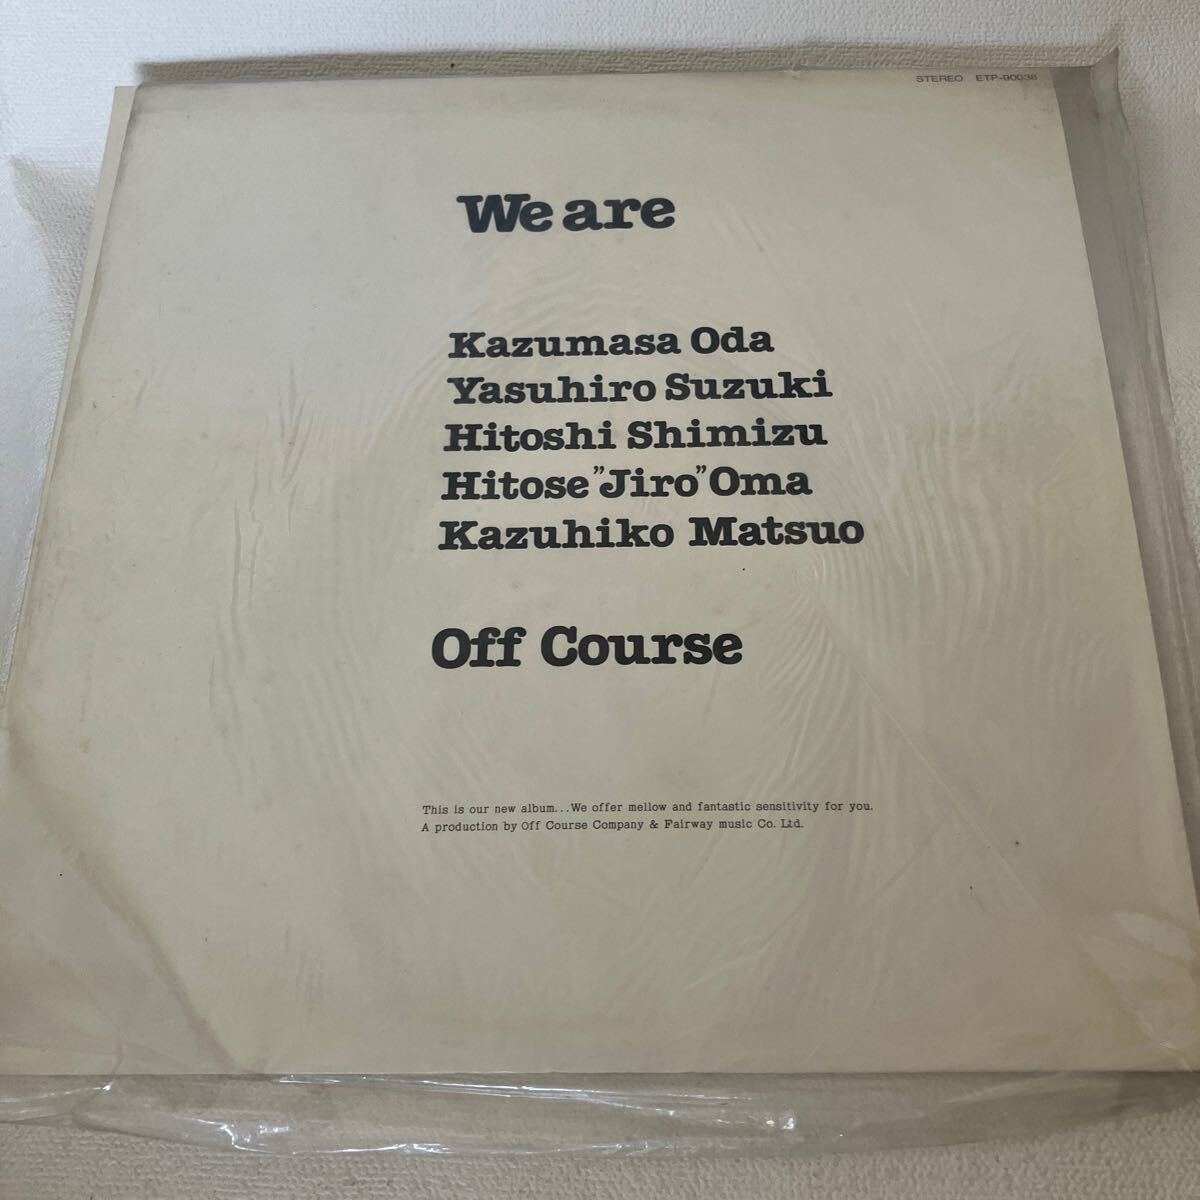 STEREO ETP-90038
We are
Kazumasa Oda
Yasuhiro Suzuki
Hitoshi Shimizu
Hitose”Jiro”Oma
Kazuhiko Matsuo
Off Course
This is our new album...We offer mellow and fantastic sensitivity for you.
A production by Off Course Company & Fairway music Co. Ltd.